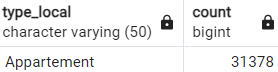 type_local count
character varying (50) bigint
Appartement 31378